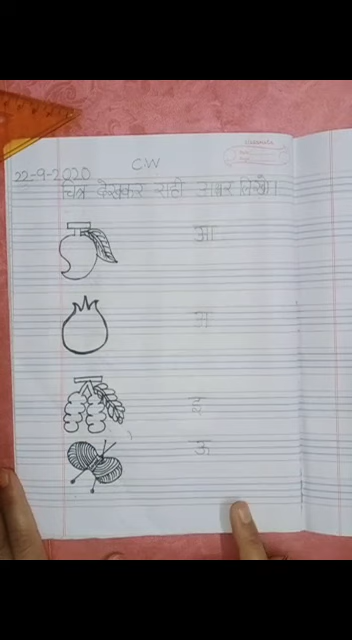 C.W
22-9-2020
चित्र देखकर सही अक्षर लिखो।
आ
अ
इ
ऊ